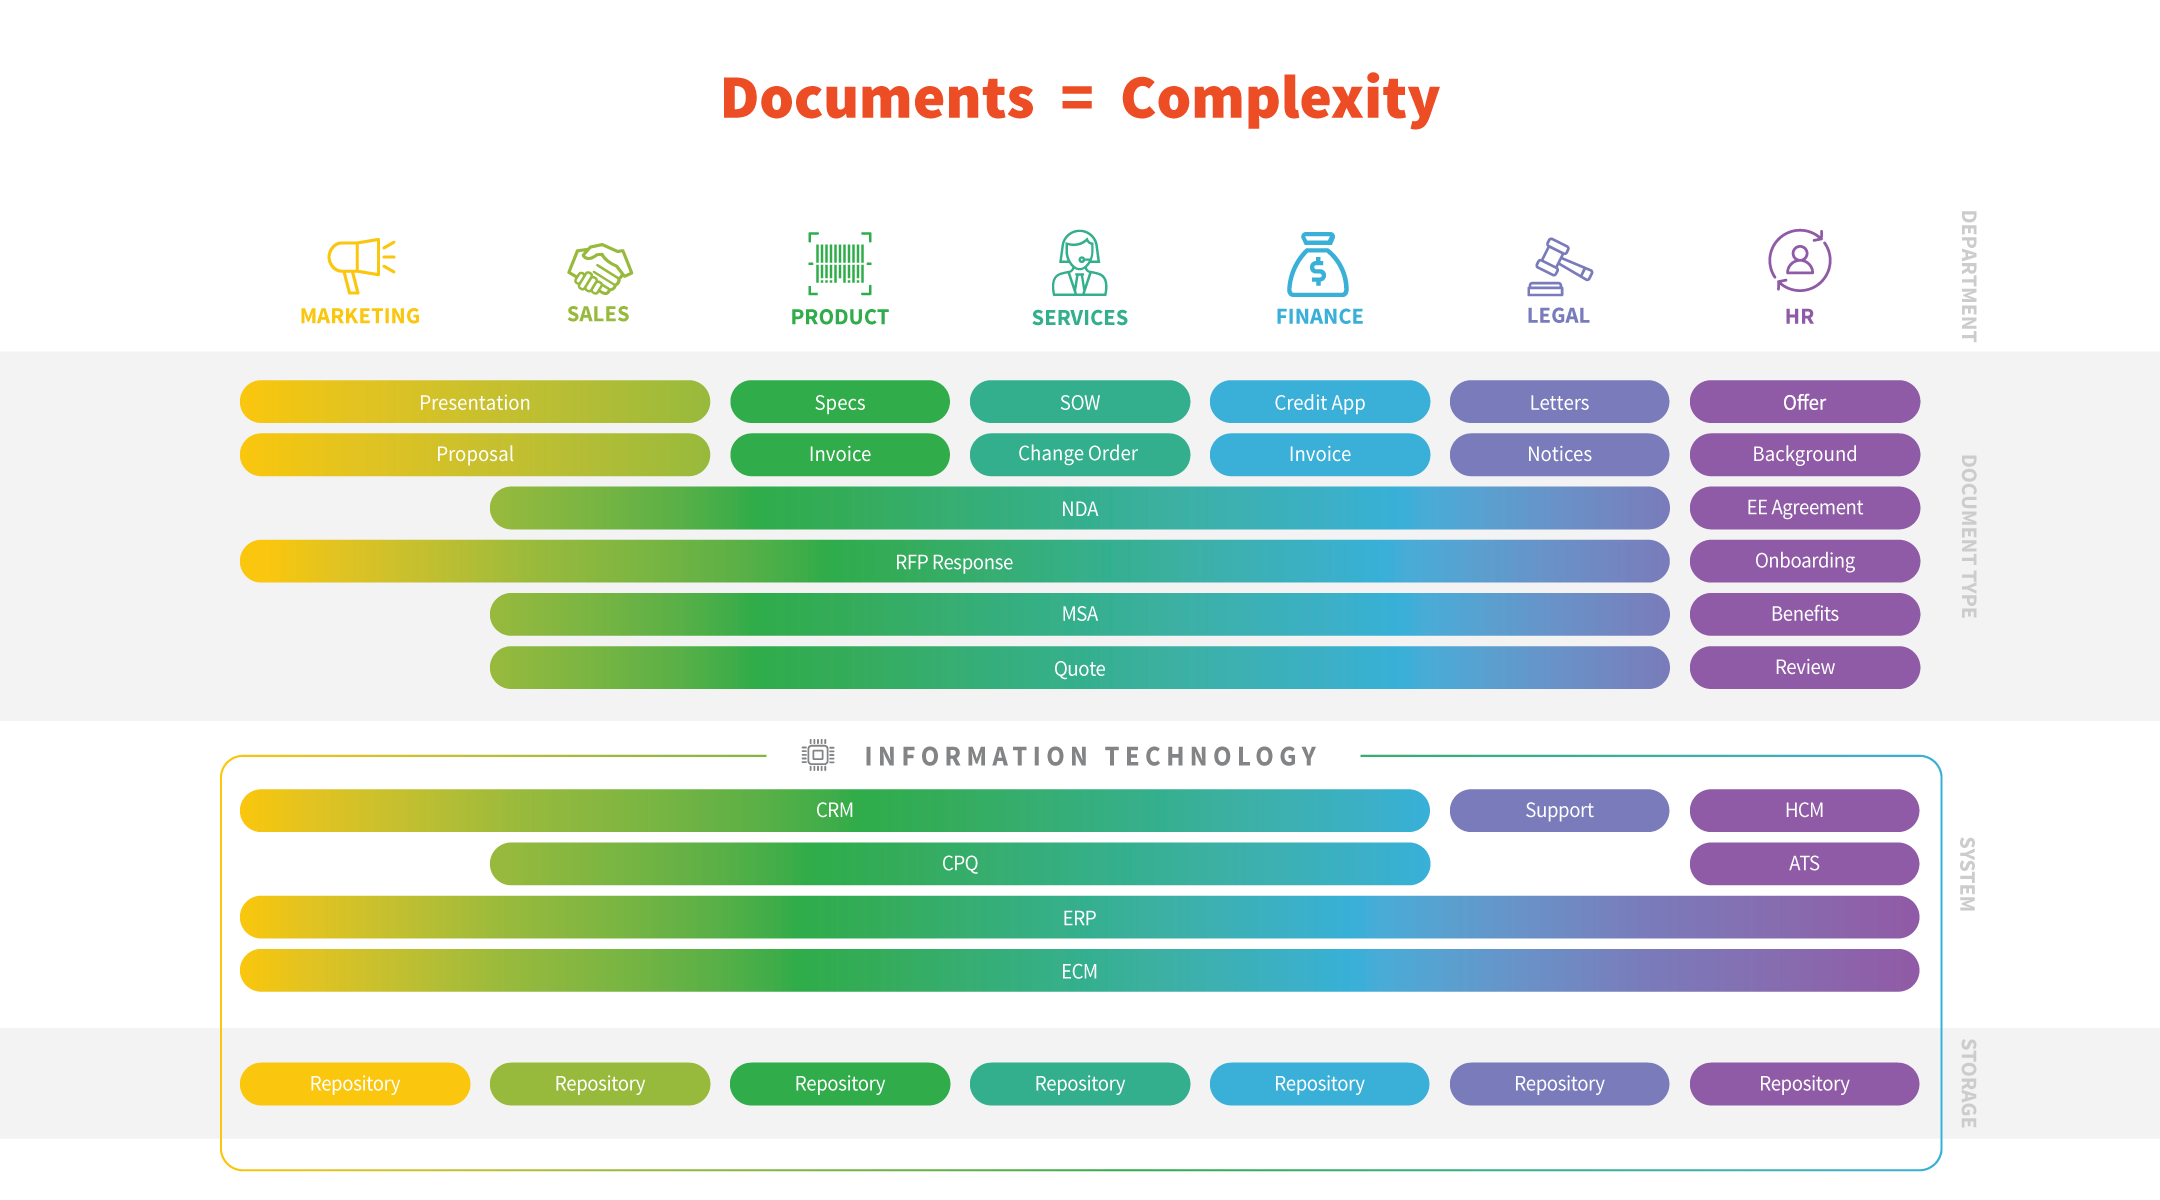 Documents = Complexity
MARKETING
SALES
PRODUCT
SERVICES
FINANCE
LEGAL
HR
DEPARTMENT
Presentation
Specs
SOW
Credit App
Letters
Offer
Proposal
Invoice
Change Order
Invoice
Notices
Background
NDA
EE Agreement
RFP Response
Onboarding
MSA
Benefits
Quote
Review
DOCUMENT TYPE
INFORMATION TECHNOLOGY
CRM
Support
HCM
CPQ
ATS
ERP
ECM
SYSTEM
Repository
Repository
Repository
Repository
Repository
Repository
Repository
STORAGE
$